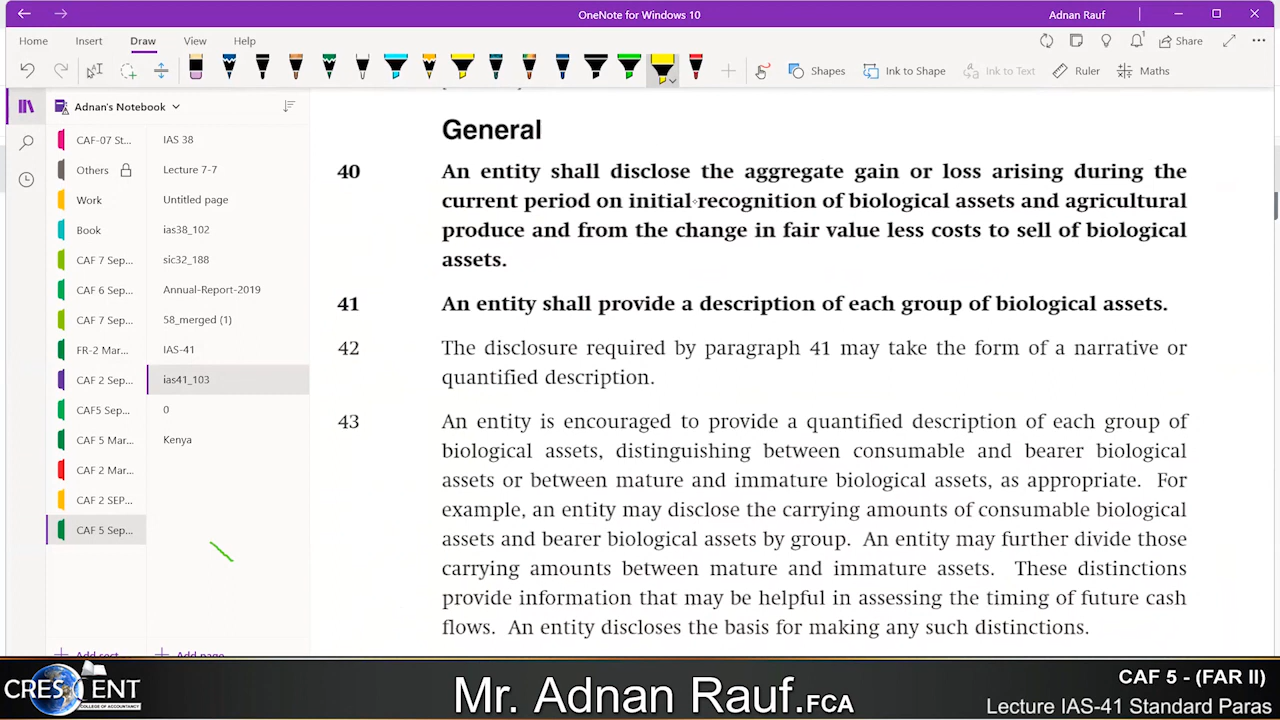 OneNote for Windows 10
Adnan Rauf
Home Insert Draw View Help
Share
Shapes Ink to Shape Ink to Text Ruler Maths
Adnan's Notebook
CAF-07 St...
Others
Work
Book
CAF 7 Sep...
CAF 6 Sep...
CAF 7 Sep...
FR-2 Mar...
CAF 2 Sep...
CAF5 Sep...
CAF 5 Mar...
CAF 2 Mar...
CAF 2 SEP...
CAF 5 Sep...
IAS 38
Lecture 7-7
Untitled page
ias38_102
sic32_188
Annual-Report-2019
58_merged (1)
IAS-41
ias41_103
0
Kenya
General
40 An entity shall disclose the aggregate gain or loss arising during the
current period on initial recognition of biological assets and agricultural
produce and from the change in fair value less costs to sell of biological
assets.
41 An entity shall provide a description of each group of biological assets.
42 The disclosure required by paragraph 41 may take the form of a narrative or
quantified description.
43 An entity is encouraged to provide a quantified description of each group of
biological assets, distinguishing between consumable and bearer biological
assets or between mature and immature biological assets, as appropriate. For
example, an entity may disclose the carrying amounts of consumable biological
assets and bearer biological assets by group. An entity may further divide those
carrying amounts between mature and immature assets. These distinctions
provide information that may be helpful in assessing the timing of future cash
flows. An entity discloses the basis for making any such distinctions.
CRESCENT
COLLEGE OF ACCOUNTANCY
Mr. Adnan Rauf.FCA
CAF 5 - (FAR II)
Lecture IAS-41 Standard Paras